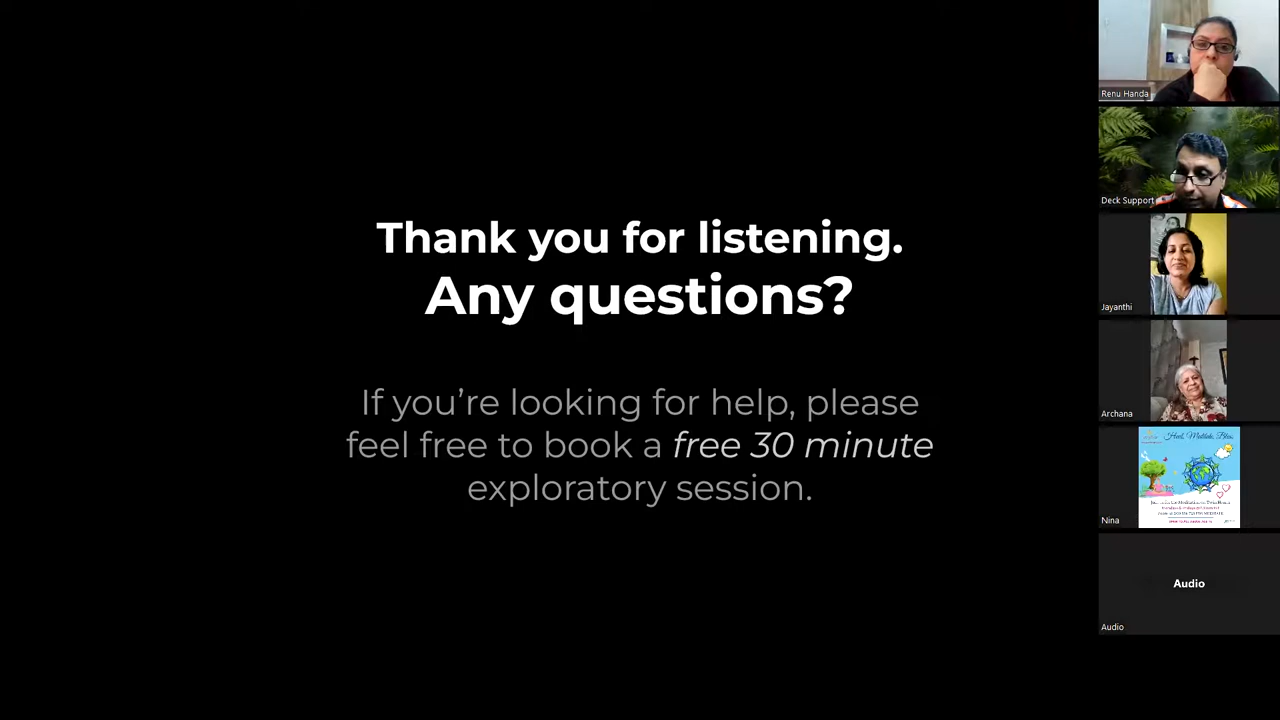 Thank you for listening.
Any questions?
If you’re looking for help, please
feel free to book a free 30 minute
exploratory session.
Renu Handa
Deck Support
Jayanthi
Archana
Heal, Meditate, Bliss
Nina
Audio
Audio